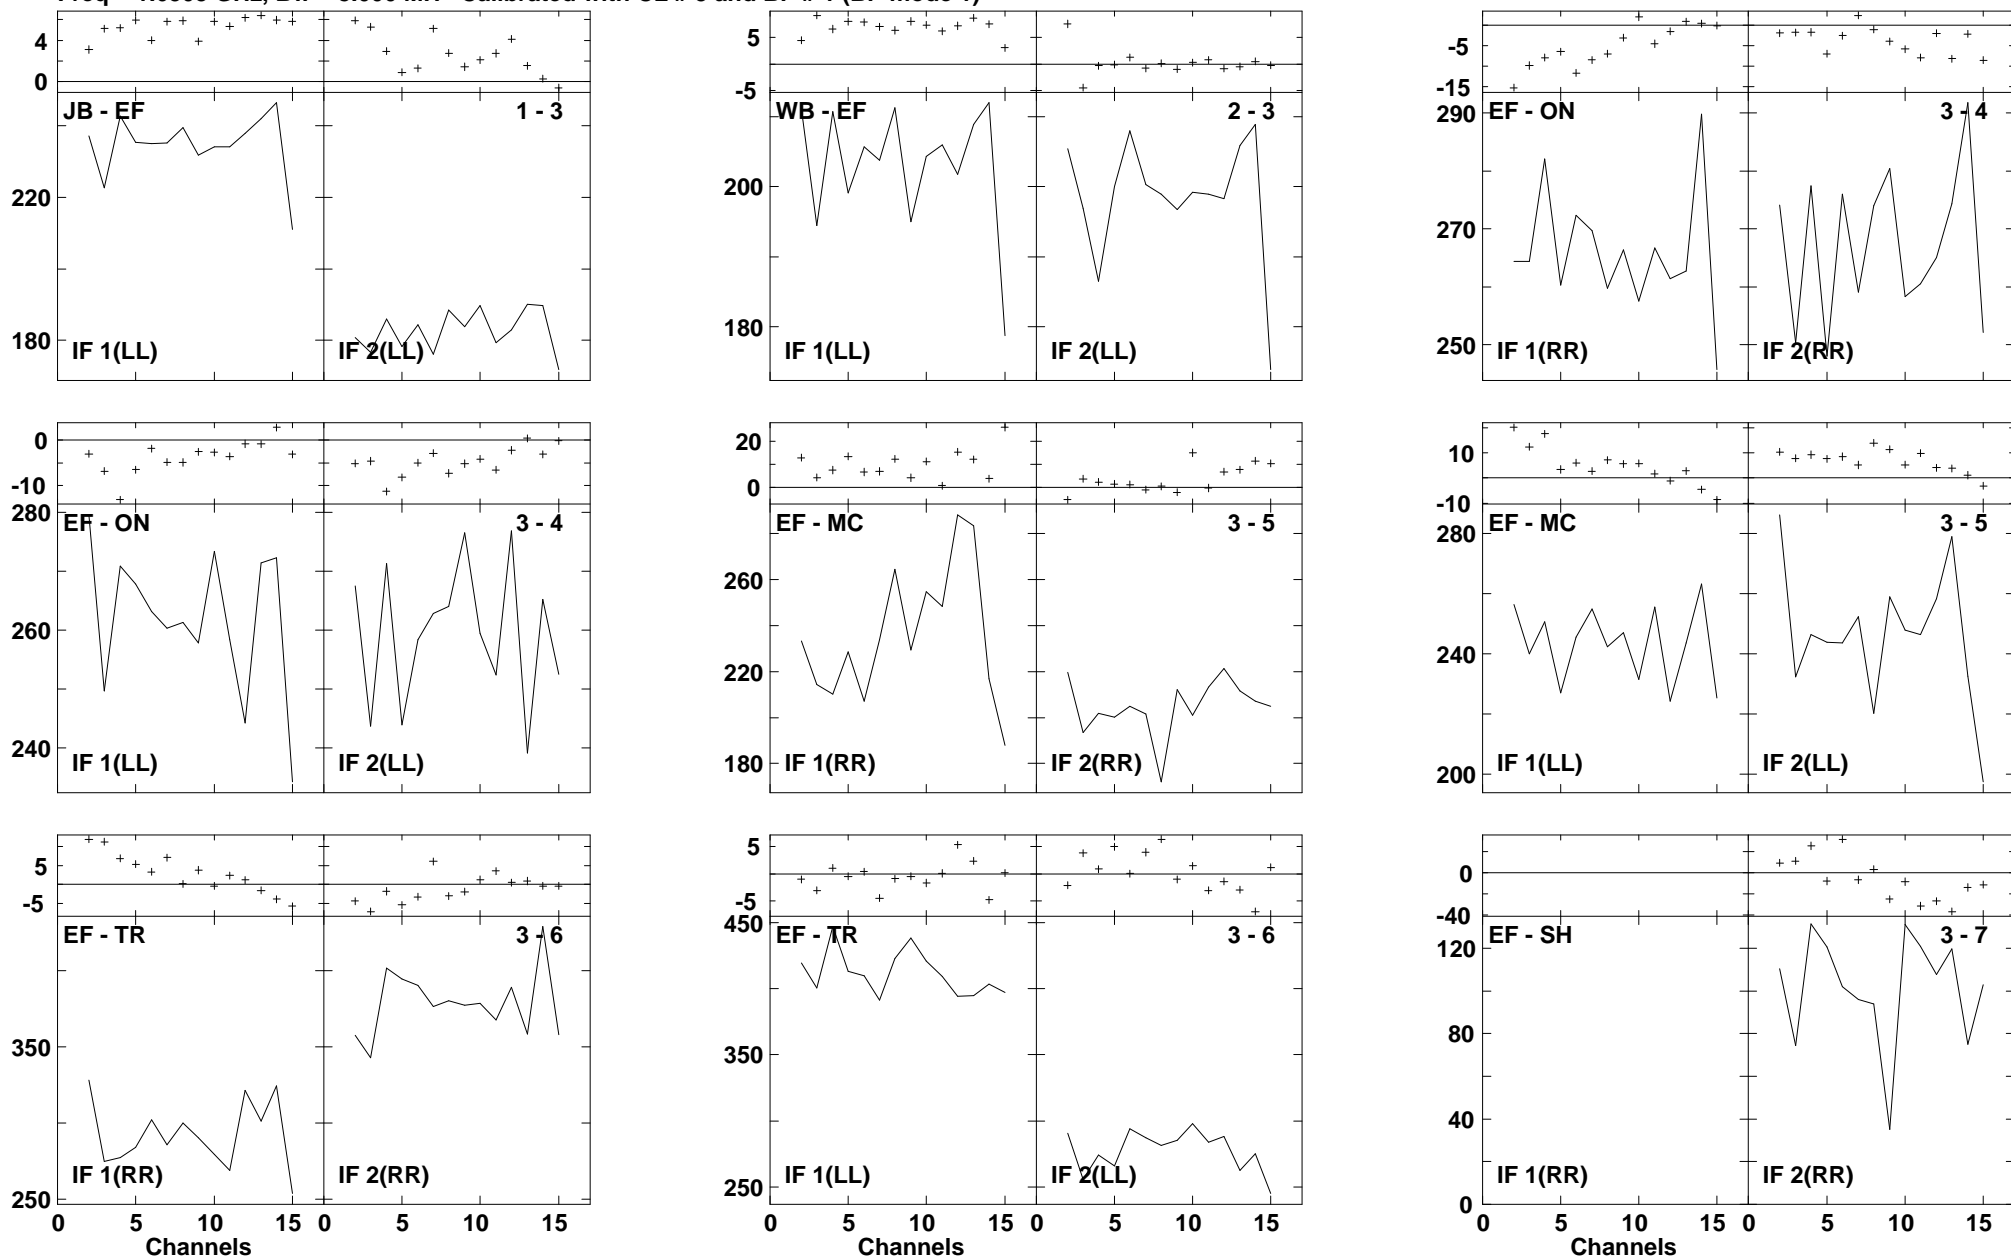 4
0
JB - EF 1 - 3
220
180
IF 1(LL) IF 2(LL)
5
-5
WB - EF 2 - 3
200
180
IF 1(LL) IF 2(LL)
-5
-15
290
EF - ON 3 - 4
270
250
IF 1(RR) IF 2(RR)
0
-10
280
EF - ON 3 - 4
260
240
IF 1(LL) IF 2(LL)
20
0
EF - MC 3 - 5
260
220
180
IF 1(RR) IF 2(RR)
10
-10
EF - MC 3 - 5
280
240
200
IF 1(LL) IF 2(LL)
5
-5
EF - TR 3 - 6
350
250
IF 1(RR) IF 2(RR)
0 5 10 15 0 5 10 15
Channels
5
-5
450
EF - TR 3 - 6
350
250
IF 1(LL) IF 2(LL)
0 5 10 15 0 5 10 15
Channels
0
-40
EF - SH 3 - 7
120
80
40
0
IF 1(RR) IF 2(RR)
0 5 10 15 0 5 10 15
Channels